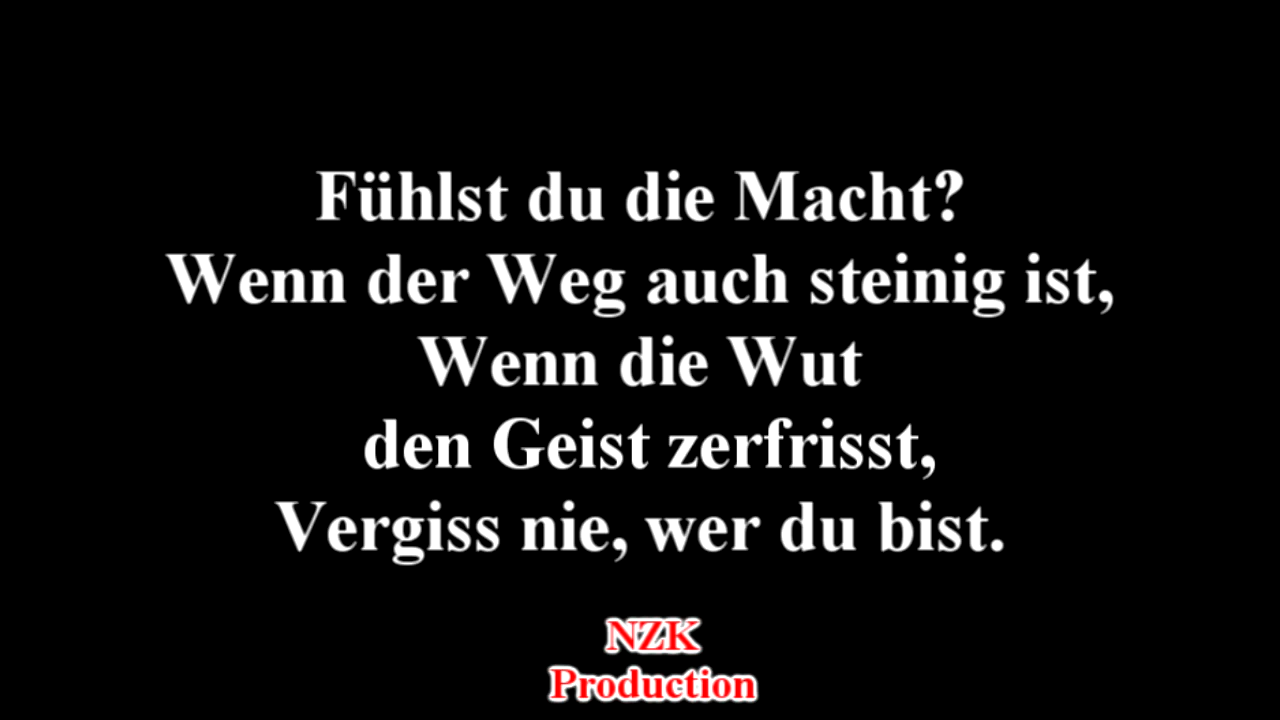 Fühlst du die Macht?
Wenn der Weg auch steinig ist,
Wenn die Wut
den Geist zerfrisst,
Vergiss nie, wer du bist.
NZK
Production